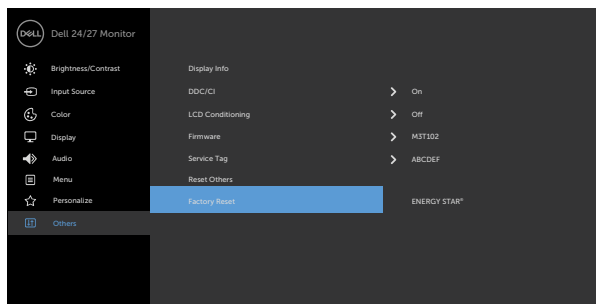 DELL Dell 24/27 Monitor
Brightness/Contrast Display Info
Input Source DDC/CI On
Color LCD Conditioning Off
Display Firmware M3T102
Audio Service Tag ABCDEF
Menu Reset Others
Personalize Factory Reset ENERGY STAR®
Others